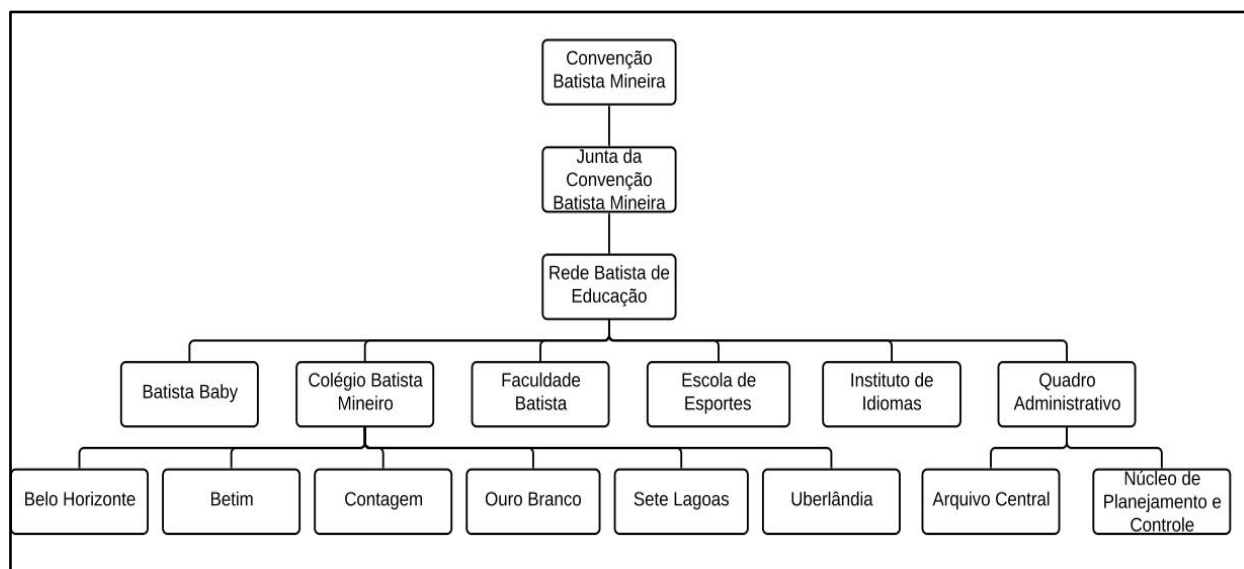 Convenção
Batista Mineira
Junta da
Convenção
Batista Mineira
Rede Batista de
Educação
Batista Baby
Colégio Batista
Mineiro
Faculdade
Batista
Escola de
Esportes
Instituto de
Idiomas
Quadro
Administrativo
Belo Horizonte
Betim
Contagem
Ouro Branco
Sete Lagoas
Uberlândia
Arquivo Central
Núcleo de
Planejamento e
Controle